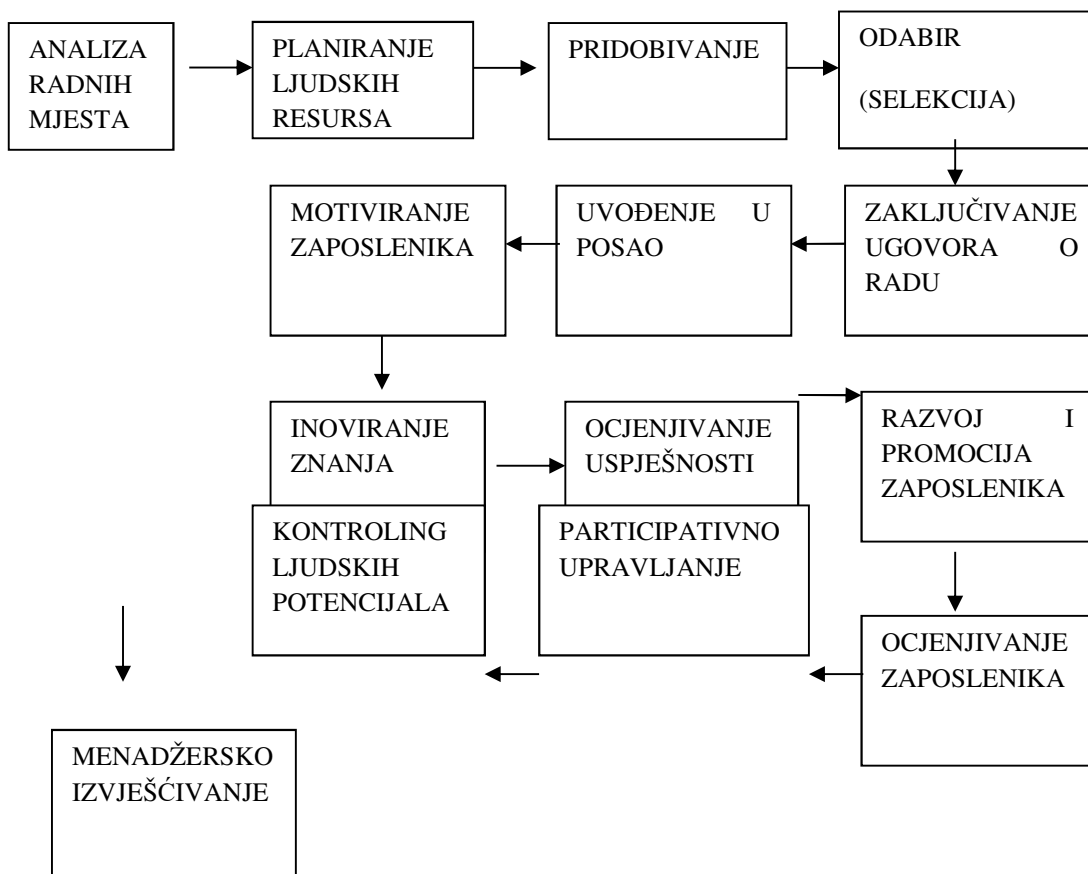 ANALIZA
RADNIH
MJESTA
PLANIRANJE
LJUDSKIH
RESURSA
PRIDOBIVANJE
ODABIR
(SELEKCIJA)
ZAKLJUČIVANJE
UGOVORA O
RADU
UVOĐENJE U
POSAO
MOTIVIRANJE
ZAPOSLENIKA
INOVIRANJE
ZNANJA
OCJENJIVANJE
USPJEŠNOSTI
RAZVOJ I
PROMOCIJA
ZAPOSLENIKA
OCJENJIVANJE
ZAPOSLENIKA
PARTICIPATIVNO
UPRAVLJANJE
KONTROLING
LJUDSKIH
POTENCIJALA
MENADŽERSKO
IZVJEŠĆIVANJE